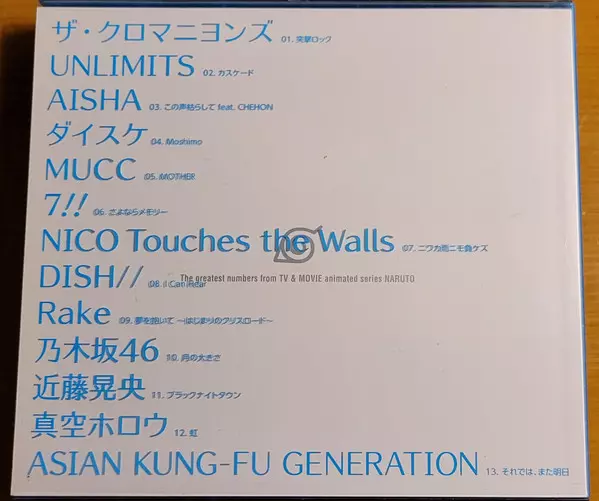 ザ・クロマニヨンズ 01. 突撃ロック
UNLIMITS 02. カスケード
AISHA 03. この声枯らして feat. CHEHON
ダイスケ 04. Moshimo
MUCC 05. MOTHER
7!! 06. さよならメモリー
NICO Touches the Walls 07. ニワカ雨ニモ負ケズ
DISH// 08. I Can Hear
The greatest numbers from TV & MOVIE animated series NARUTO
Rake 09. 夢を抱いて ～はじまりのクリスロード～
乃木坂46 10. 月の大きさ
近藤晃央 11. ブラックナイトタウン
真空ホロウ 12. 虹
ASIAN KUNG-FU GENERATION 13. それでは、また明日